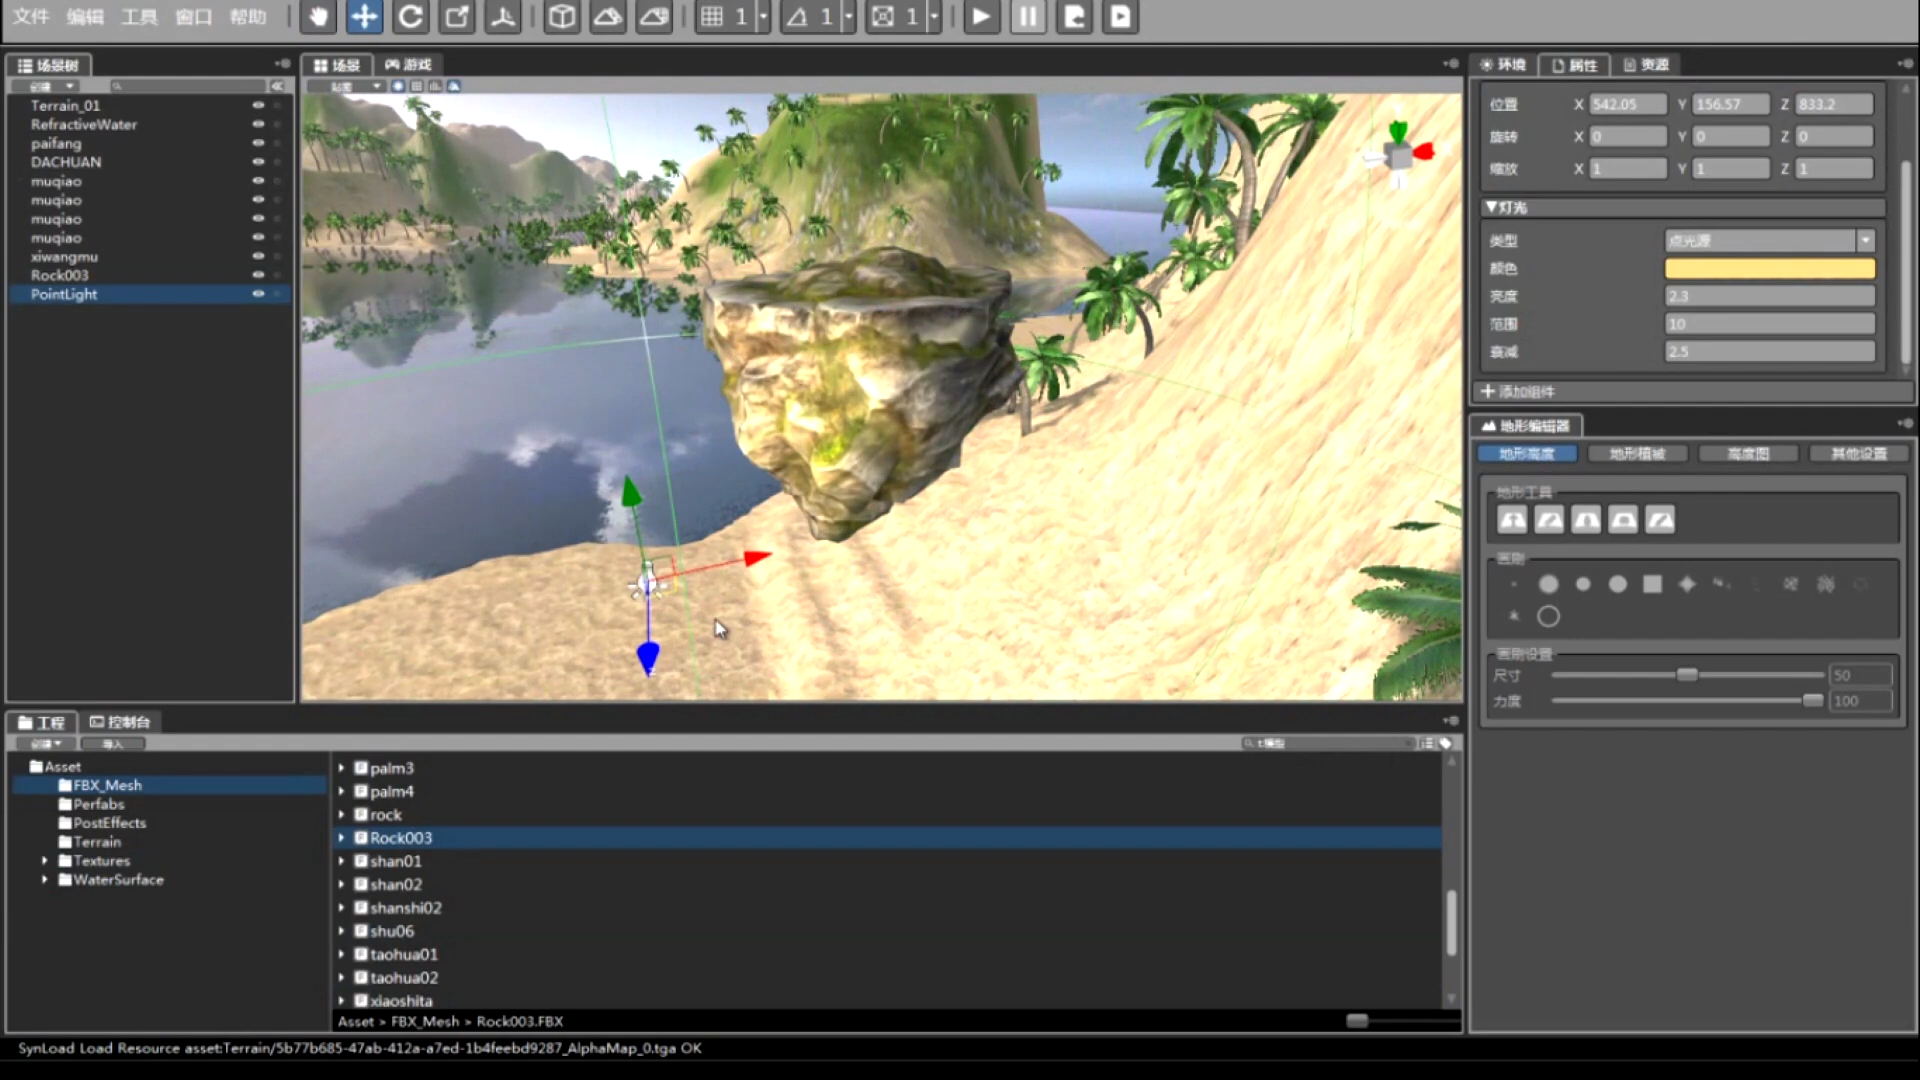 文件 编辑 工具 窗口 帮助 1 1 1
场景树
创建
Terrain_01
RefractiveWater
paifang
DACHUAN
muqiao
muqiao
muqiao
muqiao
xiwangmu
Rock003
PointLight
场景 游戏
贴图
环境 属性 资源
位置 X 542.05 Y 156.57 Z 833.2
旋转 X 0 Y 0 Z 0
缩放 X 1 Y 1 Z 1
▼灯光
类型 点光源
颜色
亮度 2.3
范围 10
衰减 2.5
添加组件
地形编辑器
地形高度 地形植被 高度图 其他设置
地形工具
画刷
画刷设置
尺寸 50
力度 100
工程 控制台
创建 导入 t:模型
Asset
FBX_Mesh
Perfabs
PostEffects
Terrain
Textures
WaterSurface
palm3
palm4
rock
Rock003
shan01
shan02
shanshi02
shu06
taohua01
taohua02
xiaoshita
Asset > FBX_Mesh > Rock003.FBX
SynLoad Load Resource asset:Terrain/5b77b685-47ab-412a-a7ed-1b4feebd9287_AlphaMap_0.tga OK